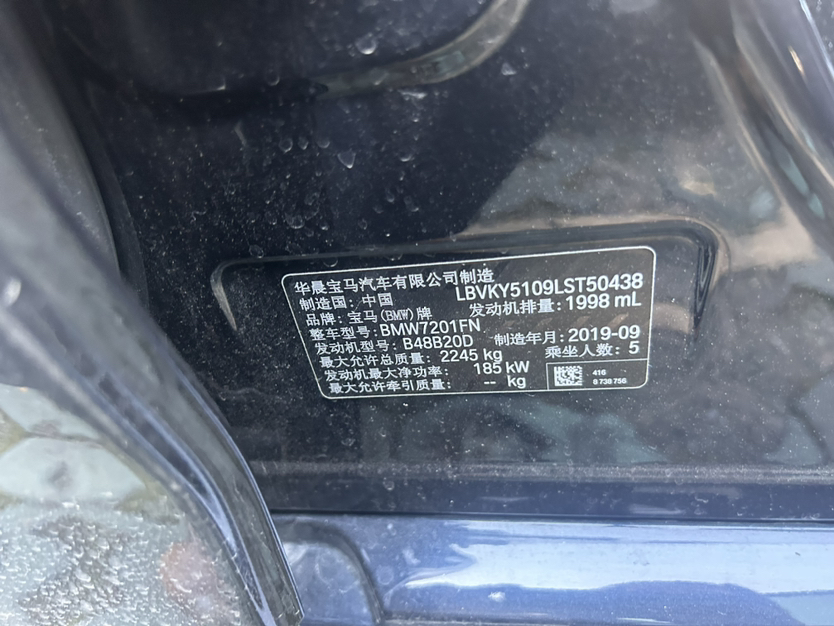 华晨宝马汽车有限公司制造
制造国：中国 LBVKY5109LST50438
品牌：宝马(BMW)牌 发动机排量：1998 mL
整车型号：BMW7201FN
发动机型号：B48B20D 制造年月：2019-09
最大允许总质量： 2245 kg 乘坐人数：5
发动机最大净功率： 185 kW
最大允许牵引质量： -- kg
416
8 738 756